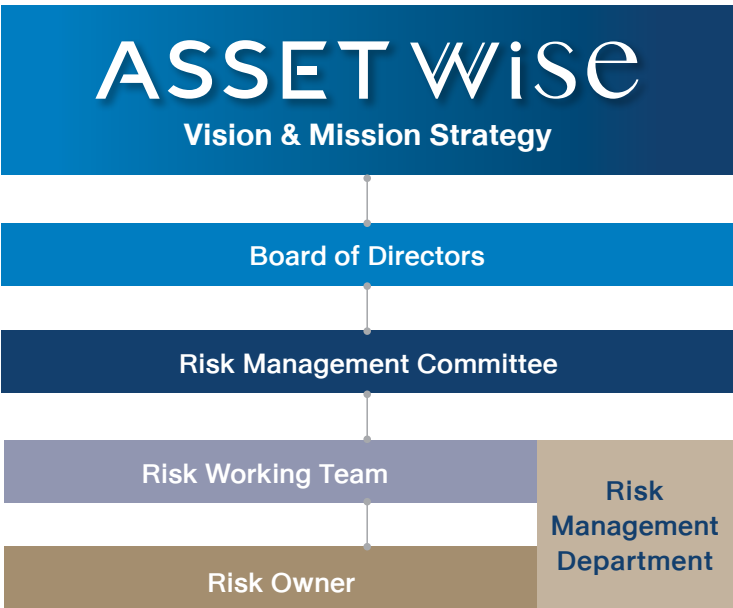 ASSET WiSe
Vision & Mission Strategy
Board of Directors
Risk Management Committee
Risk Working Team
Risk Owner
Risk
Management
Department